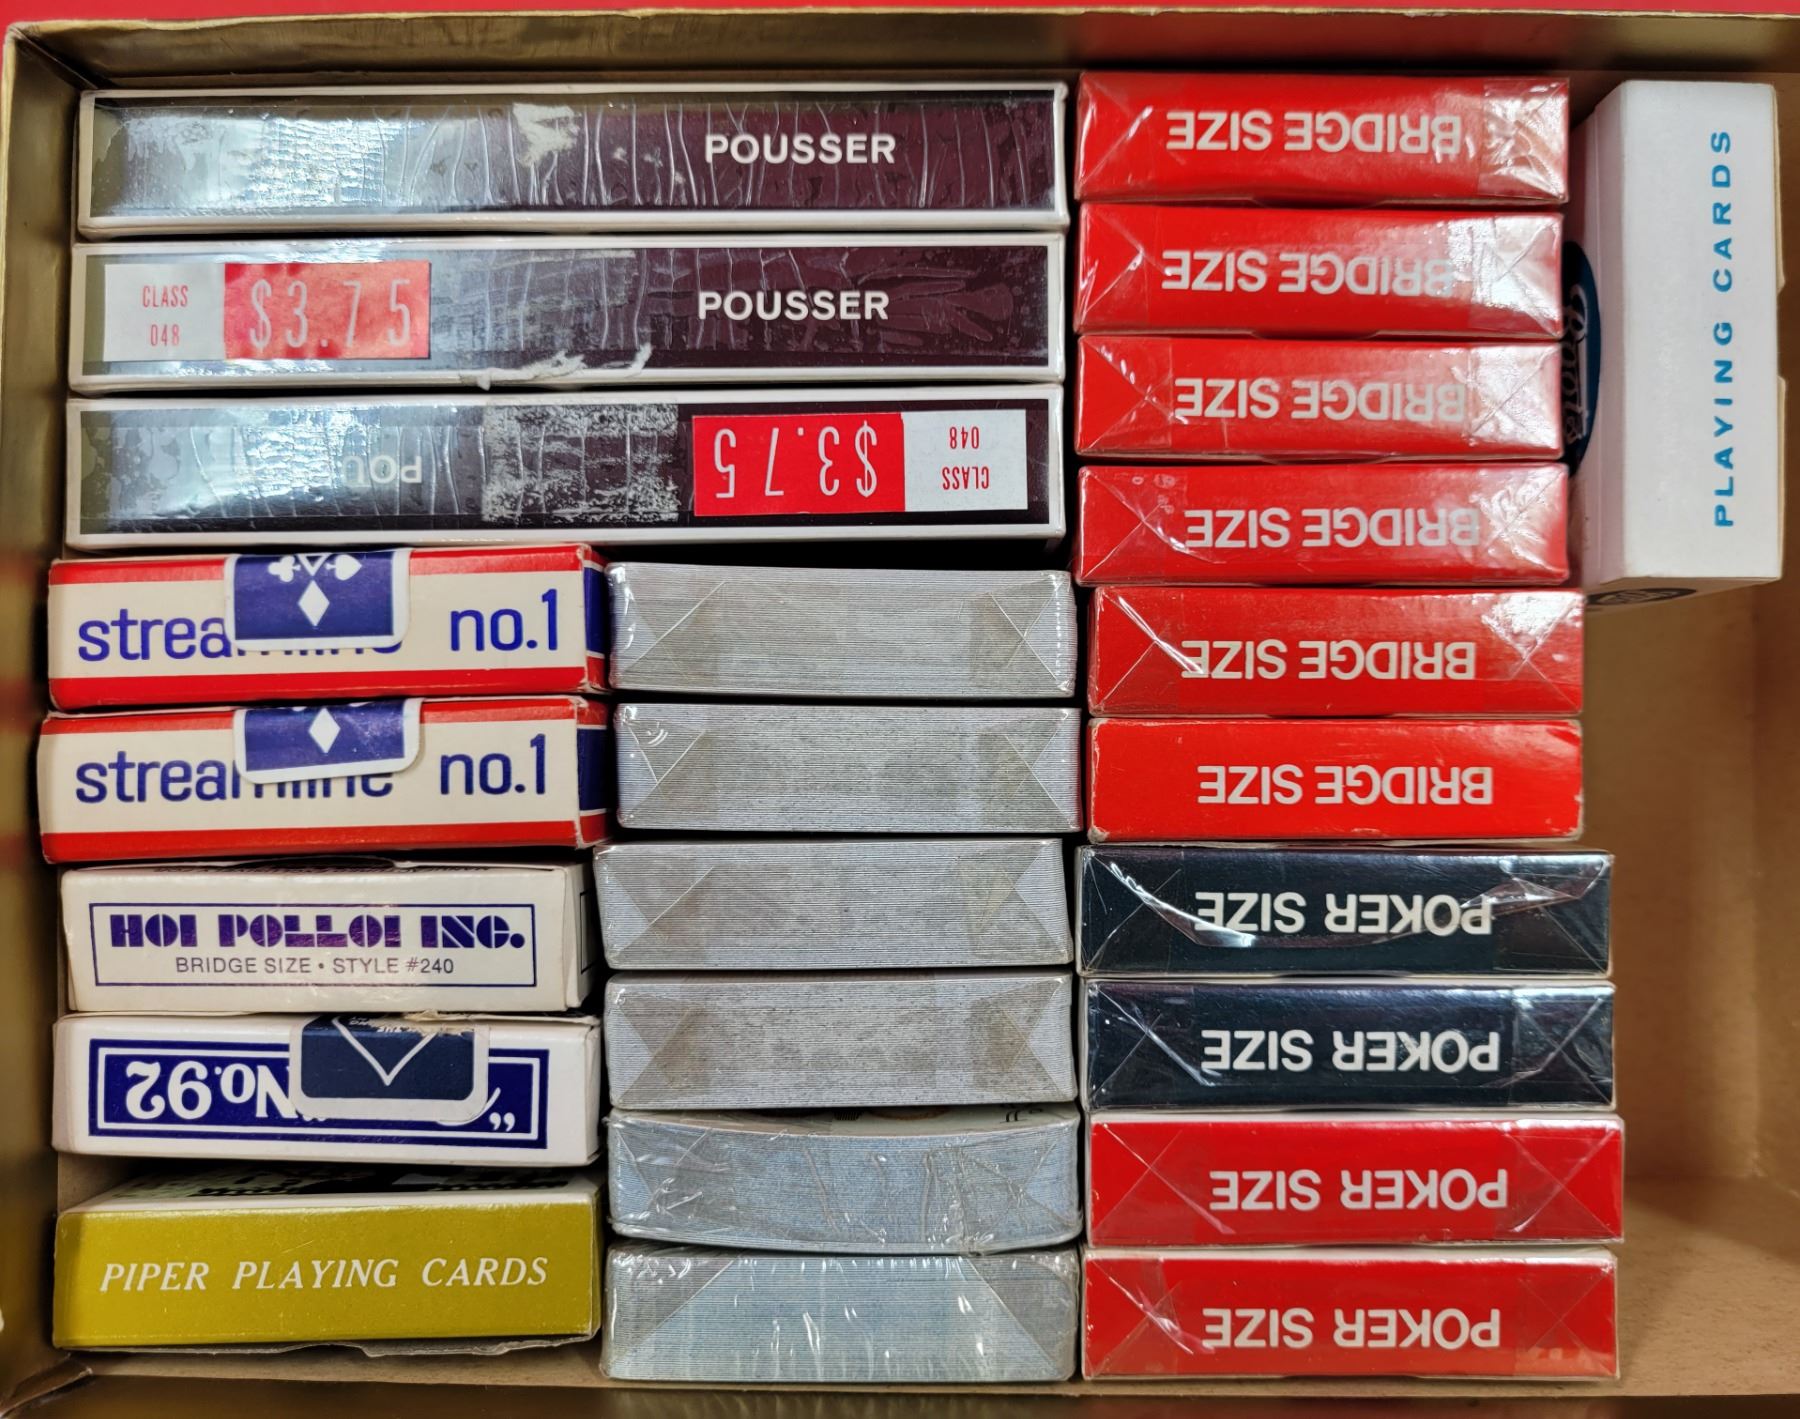 POUSSER
CLASS
048
$3.75
POUSSER
$3.75
CLASS
048
no.1
no.1
HOI POLLOI INC.
BRIDGE SIZE • STYLE #240
No.92
PIPER PLAYING CARDS
BRIDGE SIZE
BRIDGE SIZE
BRIDGE SIZE
BRIDGE SIZE
BRIDGE SIZE
BRIDGE SIZE
POKER SIZE
POKER SIZE
POKER SIZE
POKER SIZE
PLAYING CARDS